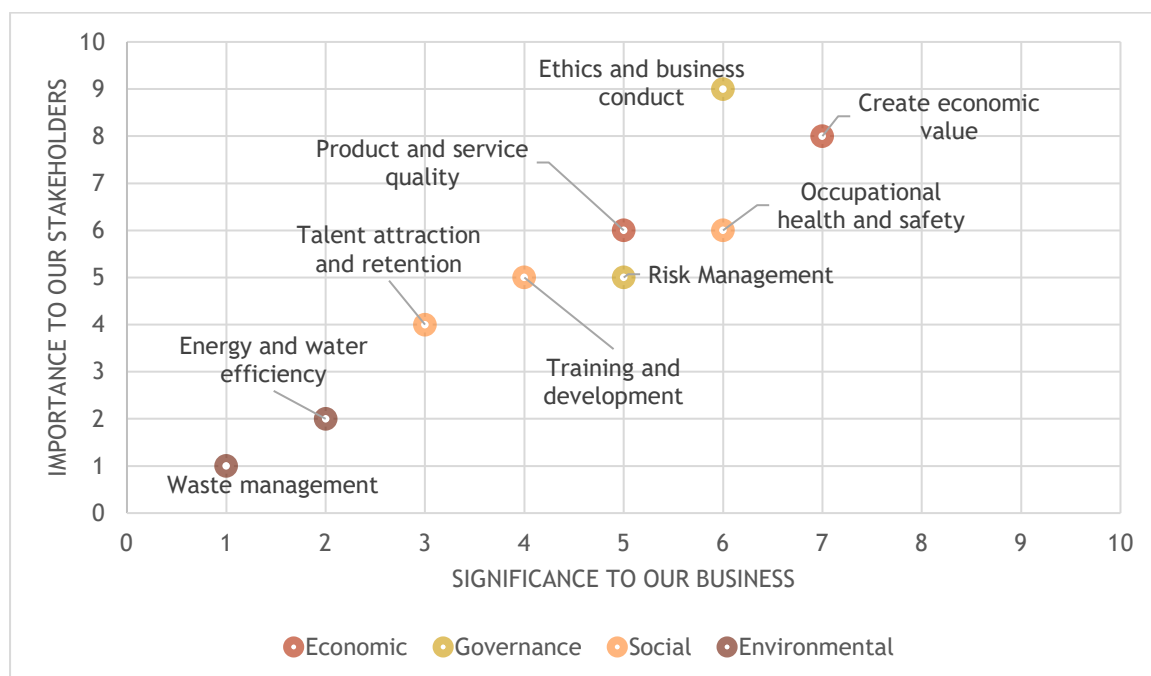 IMPORTANCE TO OUR STAKEHOLDERS
10
9
8
7
6
5
4
3
2
1
0
Ethics and business
conduct
Create economic
value
Product and service
quality
Occupational
health and safety
Talent attraction
and retention
Risk Management
Energy and water
efficiency
Training and
development
Waste management
0 1 2 3 4 5 6 7 8 9 10
SIGNIFICANCE TO OUR BUSINESS
Economic Governance Social Environmental